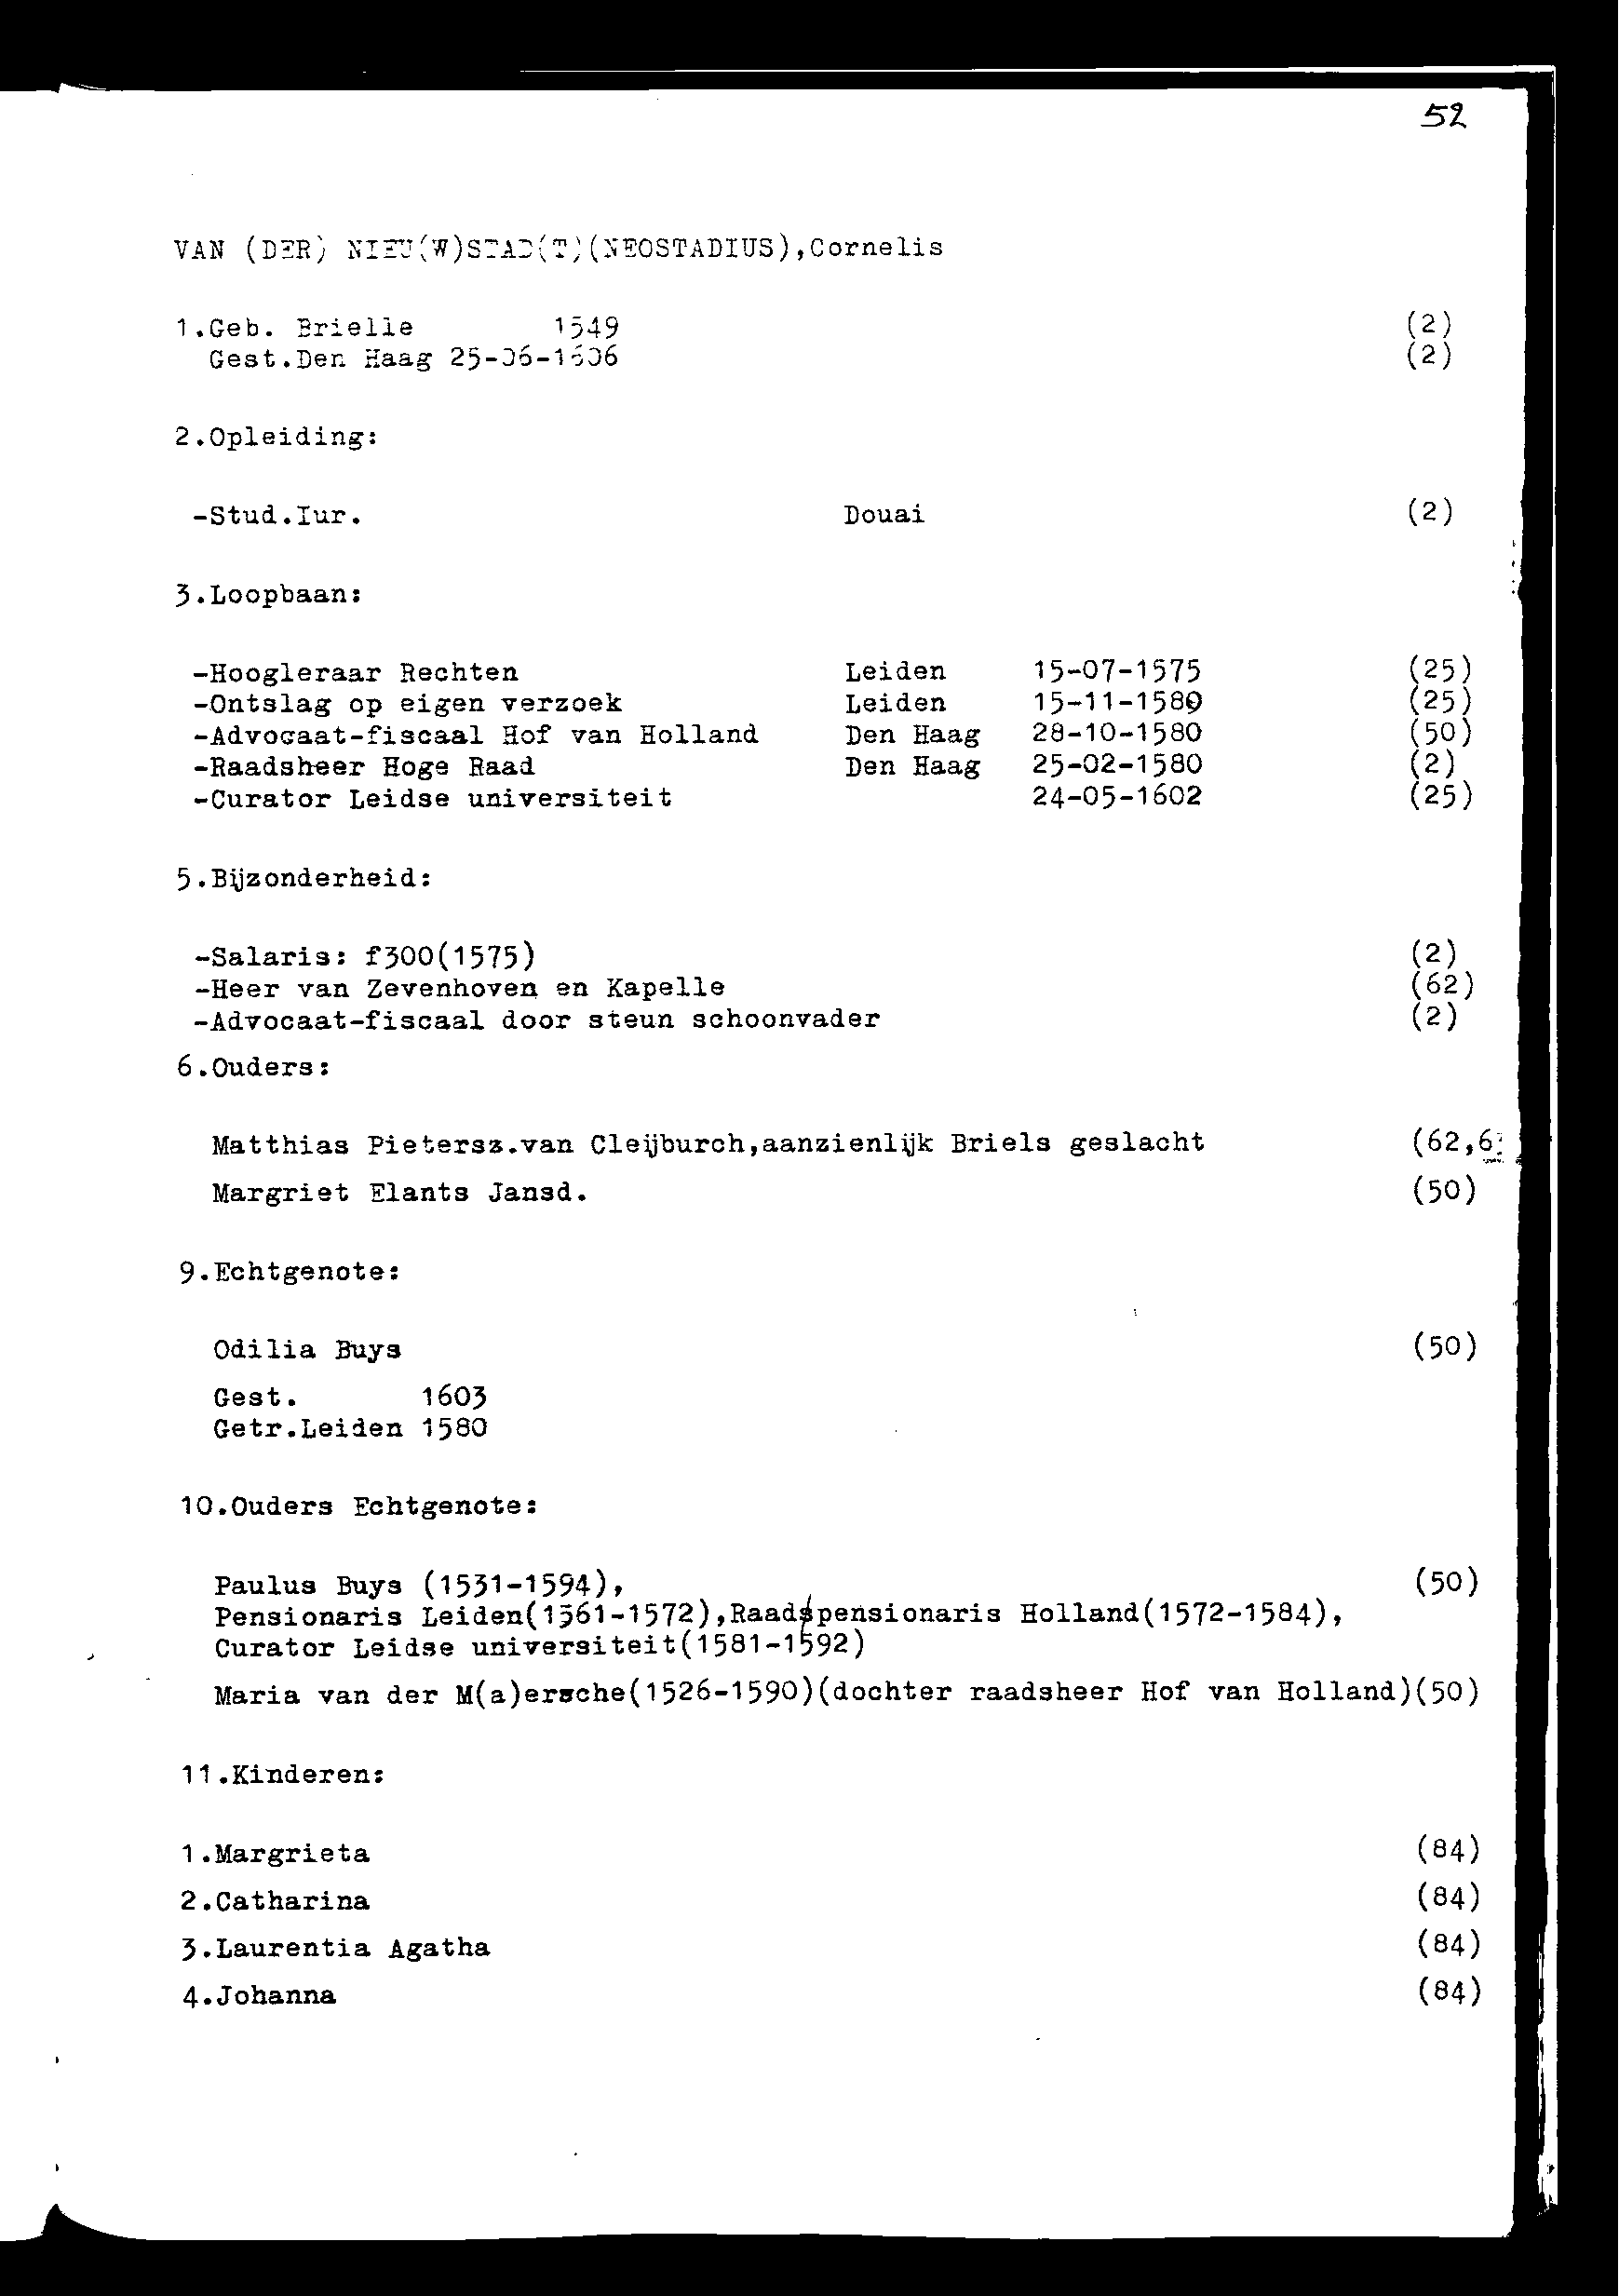 52
VAN (DER) NIEU(W)STAD(T)(NEOSTADIUS),Cornelis
1.Geb. Brielle 1549 (2)
Gest.Den Haag 25-06-1606 (2)
2.Opleiding:
-Stud.Iur. Douai (2)
3.Loopbaan:
-Hoogleraar Rechten Leiden 15-07-1575 (25)
-Ontslag op eigen verzoek Leiden 15-11-1580 (25)
-Advocaat-fiscaal Hof van Holland Den Haag 28-10-1580 (50)
-Raadsheer Hoge Raad Den Haag 25-02-1580 (2)
-Curator Leidse universiteit 24-05-1602 (25)
5.Bijzonderheid:
-Salaris: f300(1575) (2)
-Heer van Zevenhoven en Kapelle (62)
-Advocaat-fiscaal door steun schoonvader (2)
6.Ouders:
Matthias Pietersz.van Cleijburch,aanzienlijk Briels geslacht (62,6
Margriet Elants Jansd. (50)
9.Echtgenote:
Odilia Buys (50)
Gest. 1603
Getr.Leiden 1580
10.Ouders Echtgenote:
Paulus Buys (1531-1594), (50)
Pensionaris Leiden(1561-1572),Raadspensionaris Holland(1572-1584),
Curator Leidse universiteit(1581-1592)
Maria van der M(a)ersche(1526-1590)(dochter raadsheer Hof van Holland)(50)
11.Kinderen:
1.Margrieta (84)
2.Catharina (84)
3.Laurentia Agatha (84)
4.Johanna (84)